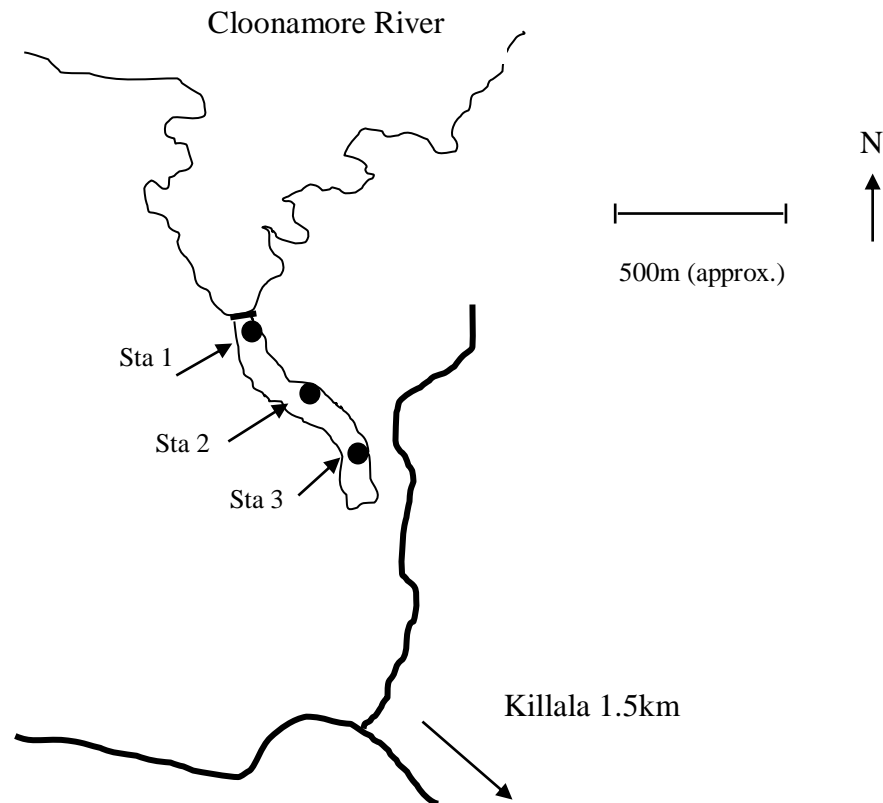 Cloonamore River
N
500m (approx.)
Sta 1
Sta 2
Sta 3
Killala 1.5km